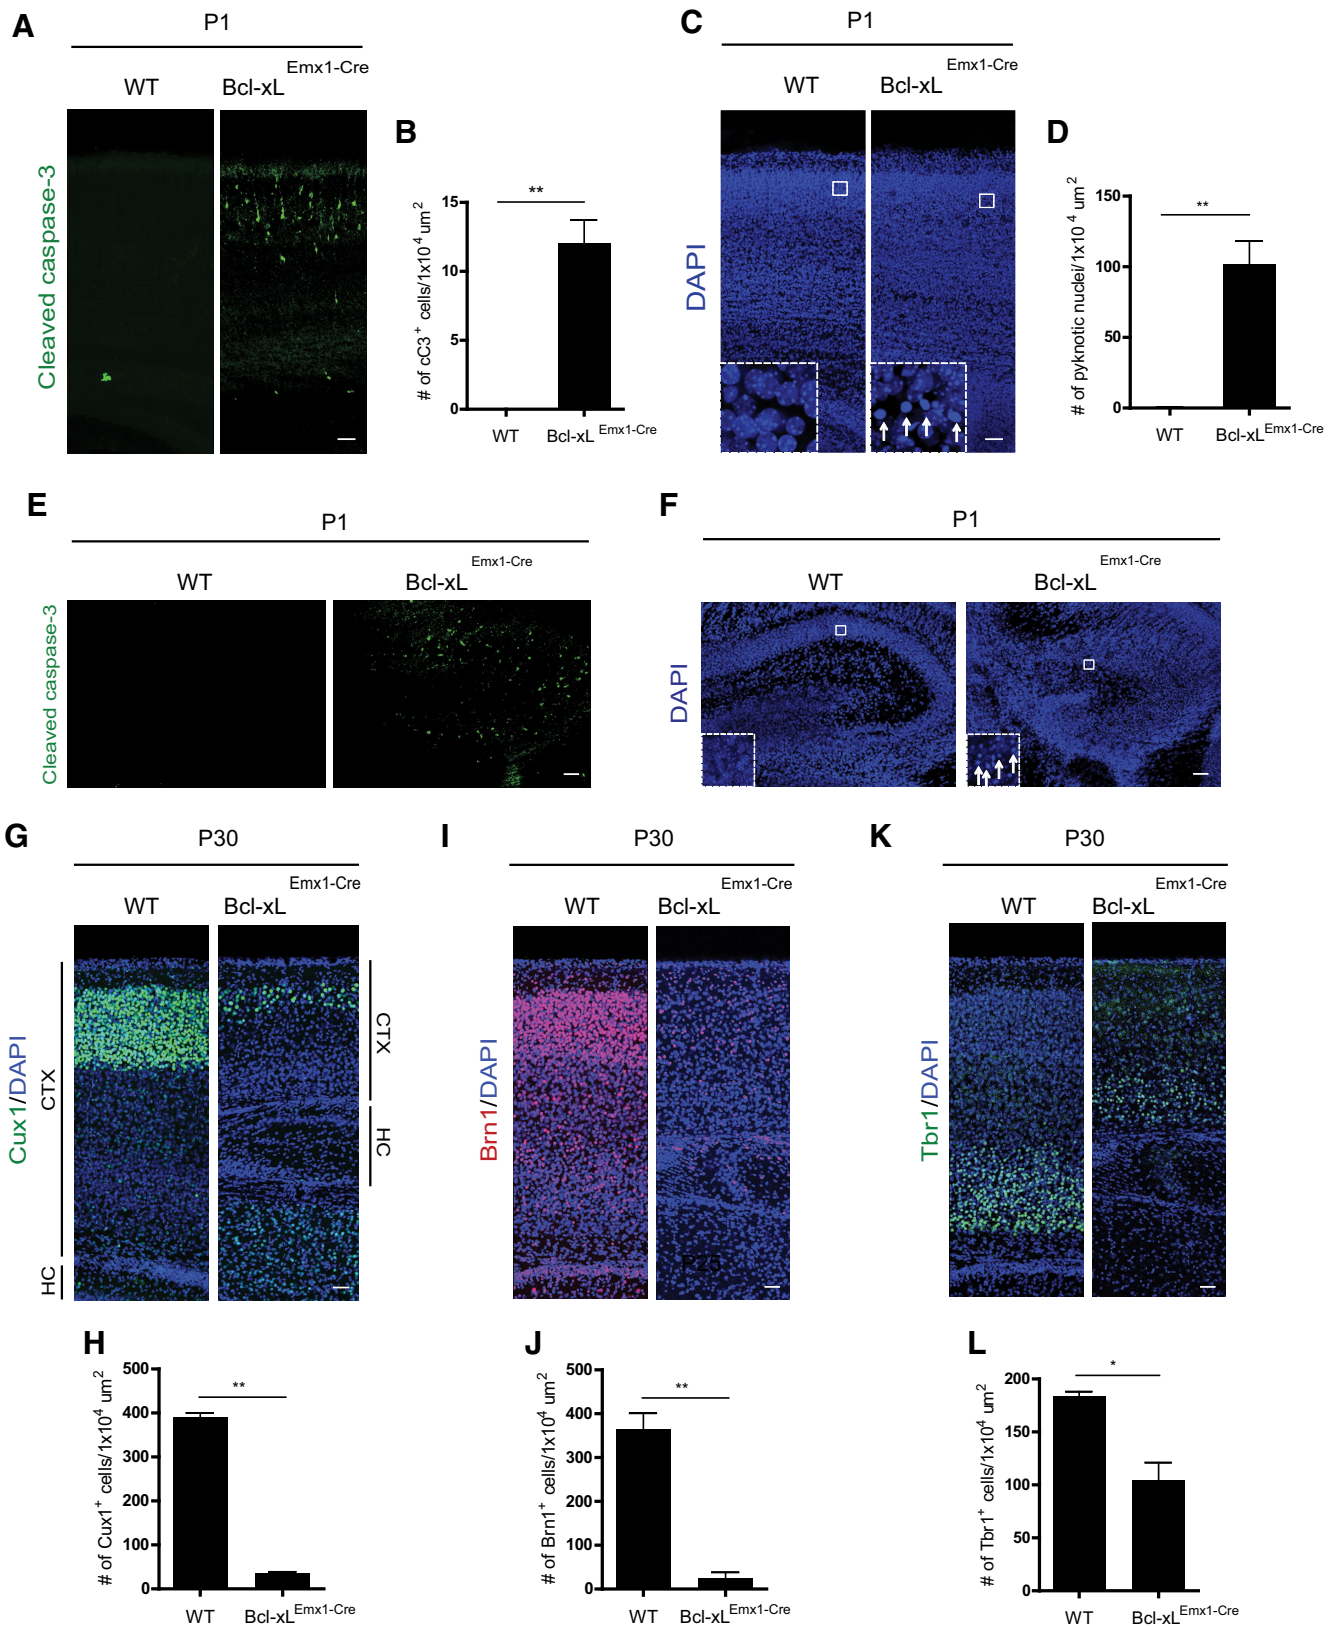 A
P1
WT
Bcl-xL Emx1-Cre
Cleaved caspase-3
B
**
# of cC3+ cells/1x10^4 um^2
15
10
5
0
WT
Bcl-xL Emx1-Cre
C
P1
WT
Bcl-xL Emx1-Cre
DAPI
D
**
# of pyknotic nuclei/1x10^4 um^2
150
100
50
0
WT
Bcl-xL Emx1-Cre
E
P1
WT
Bcl-xL Emx1-Cre
Cleaved caspase-3
F
P1
WT
Bcl-xL Emx1-Cre
DAPI
G
P30
WT
Bcl-xL Emx1-Cre
Cux1/DAPI
CTX
HC
CTX
HC
I
P30
WT
Bcl-xL Emx1-Cre
Brn1/DAPI
K
P30
WT
Bcl-xL Emx1-Cre
Tbr1/DAPI
H
**
# of Cux1+ cells/1x10^4 um^2
500
400
300
200
100
0
WT
Bcl-xL Emx1-Cre
J
**
# of Brn1+ cells/1x10^4 um^2
500
400
300
200
100
0
WT
Bcl-xL Emx1-Cre
L
*
# of Tbr1+ cells/1x10^4 um^2
200
150
100
50
0
WT
Bcl-xL Emx1-Cre